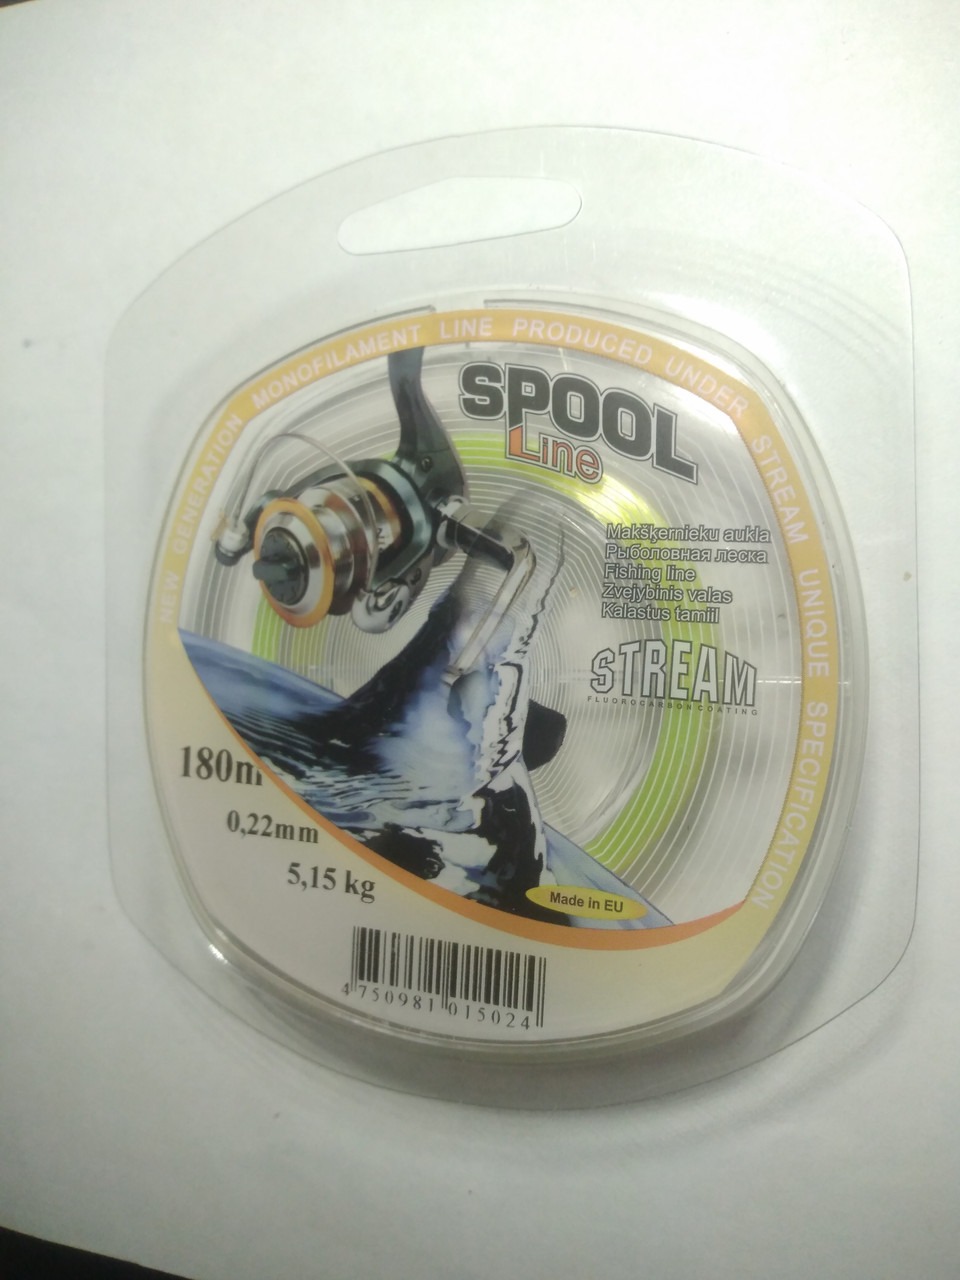 NEW GENERATION MONOFILAMENT LINE PRODUCED UNDER STREAM UNIQUE SPECIFICATION
SPOOL
Line
Makšķernieku aukla
Рыболовная леска
Fishing line
Zvejybinis valas
Kalastus tamiil
STREAM
FLUOROCARBON COATING
180m
0,22mm
5,15 kg
Made in EU
4 750981 015024